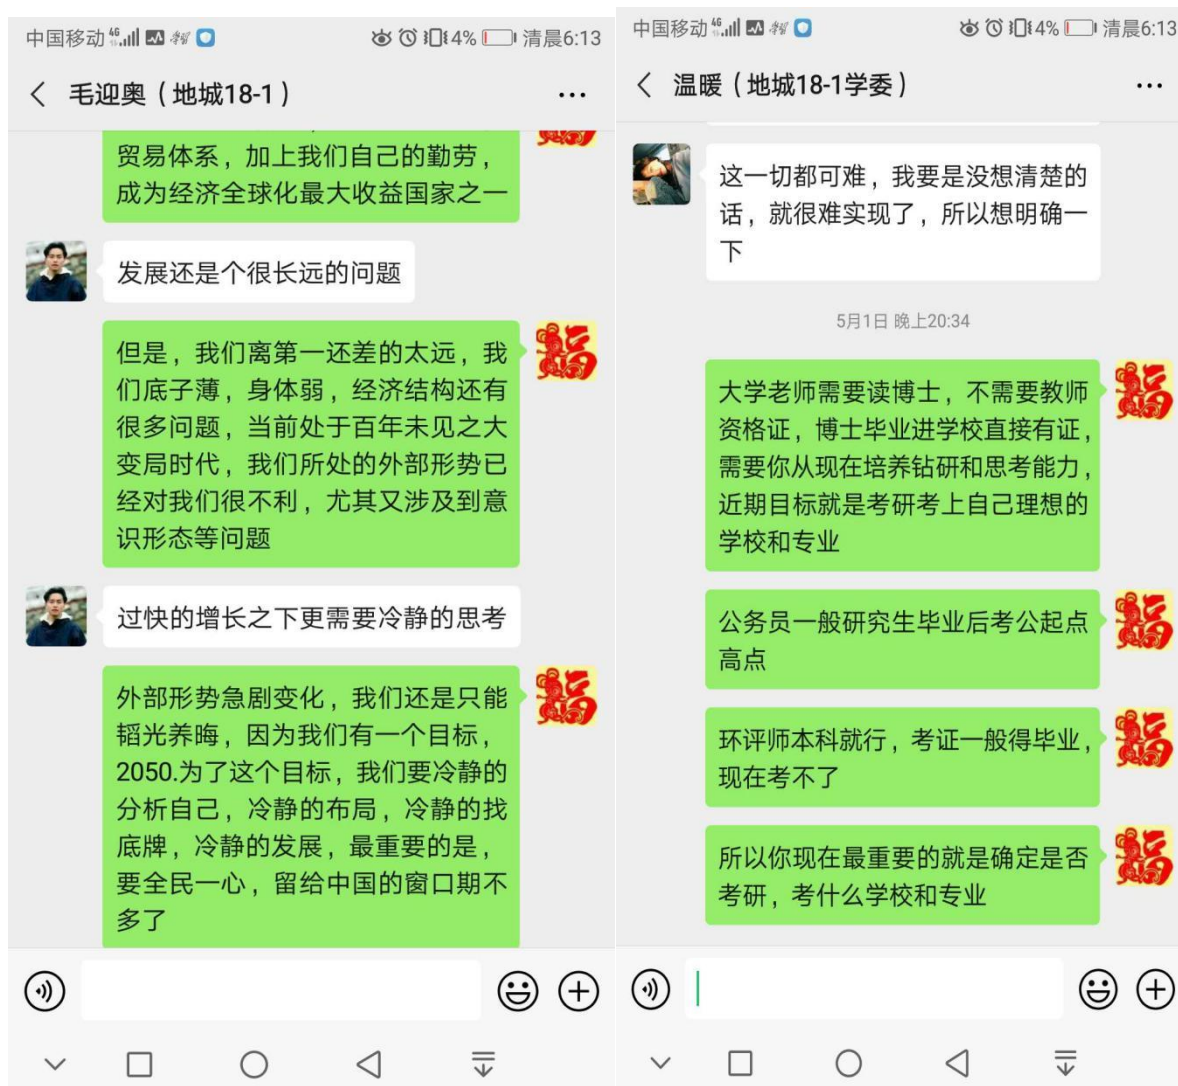 中国移动 4G 4% 清晨6:13
毛迎奥（地城18-1）
贸易体系，加上我们自己的勤劳，
成为经济全球化最大收益国家之一
发展还是个很长远的问题
但是，我们离第一还差的太远，我
们底子薄，身体弱，经济结构还有
很多问题，当前处于百年未见之大
变局时代，我们所处的外部形势已
经对我们很不利，尤其又涉及到意
识形态等问题
过快的增长之下更需要冷静的思考
外部形势急剧变化，我们还是只能
韬光养晦，因为我们有一个目标，
2050.为了这个目标，我们要冷静的
分析自己，冷静的布局，冷静的找
底牌，冷静的发展，最重要的是，
要全民一心，留给中国的窗口期不
多了
中国移动 4G 4% 清晨6:13
温暖（地城18-1学委）
这一切都可难，我要是没想清楚的
话，就很难实现了，所以想明确一
下
5月1日 晚上20:34
大学老师需要读博士，不需要教师
资格证，博士毕业进学校直接有证，
需要你从现在培养钻研和思考能力，
近期目标就是考研考上自己理想的
学校和专业
公务员一般研究生毕业后考公起点
高点
环评师本科就行，考证一般得毕业，
现在考不了
所以你现在最重要的就是确定是否
考研，考什么学校和专业